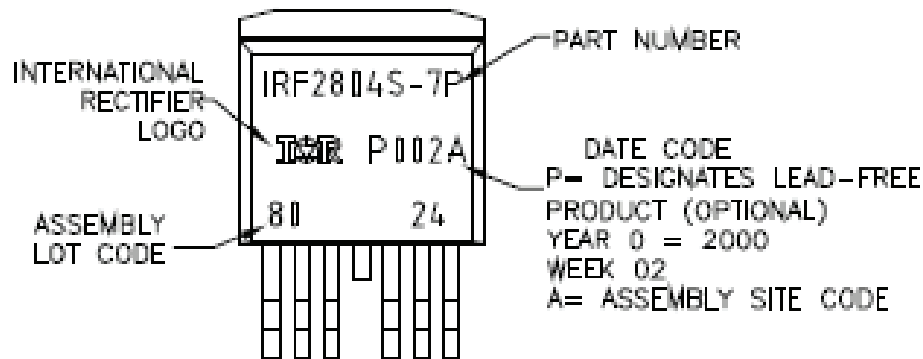 PART NUMBER
INTERNATIONAL
RECTIFIER
LOGO
IRF2804S-7P
IOR P002A
DATE CODE
P= DESIGNATES LEAD-FREE
PRODUCT (OPTIONAL)
YEAR 0 = 2000
WEEK 02
A= ASSEMBLY SITE CODE
ASSEMBLY
LOT CODE
80 24